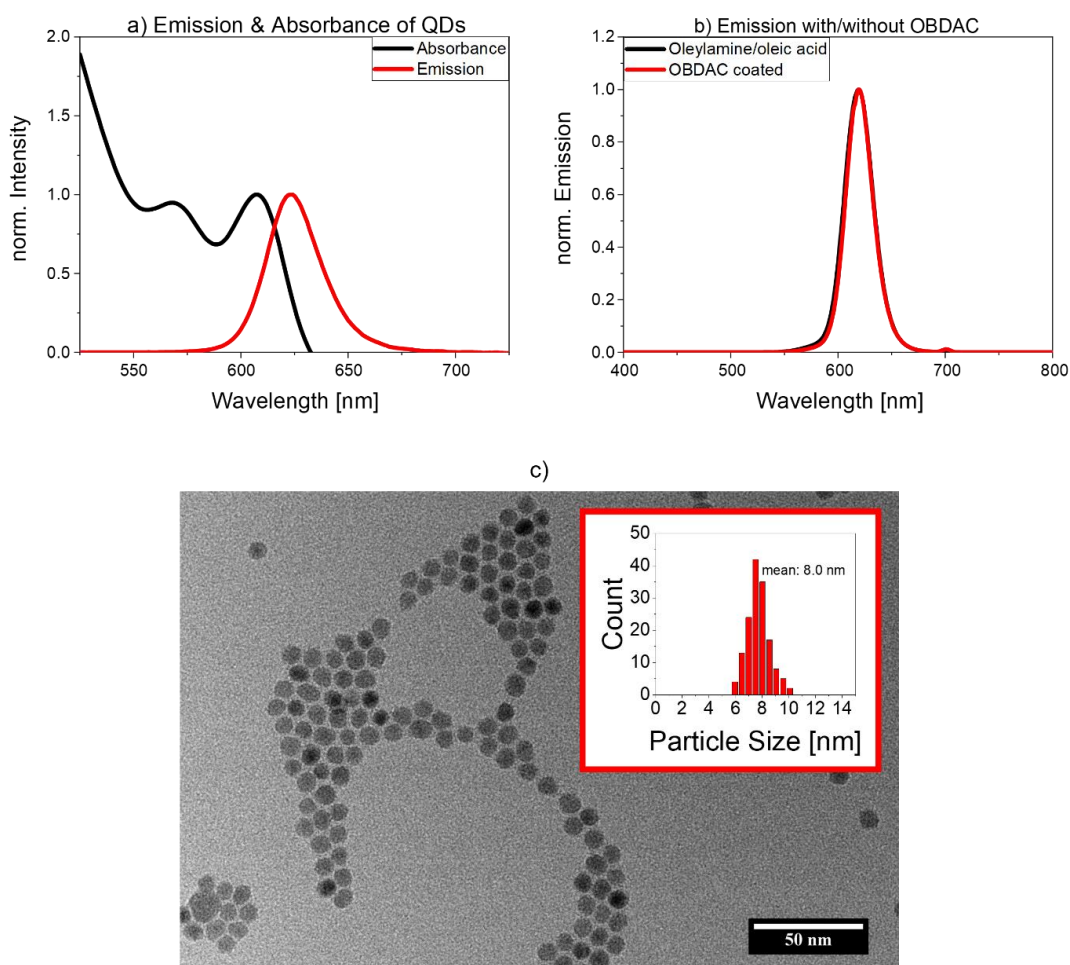 a) Emission & Absorbance of QDs
2.0
1.5
1.0
0.5
0.0
norm. Intensity
Absorbance
Emission
550 600 650 700
Wavelength [nm]
b) Emission with/without OBDAC
1.2
1.0
0.8
0.6
0.4
0.2
0.0
norm. Emission
Oleylamine/oleic acid
OBDAC coated
400 500 600 700 800
Wavelength [nm]
c)
50
40
30
20
10
0
Count
mean: 8.0 nm
0 2 4 6 8 10 12 14
Particle Size [nm]
50 nm